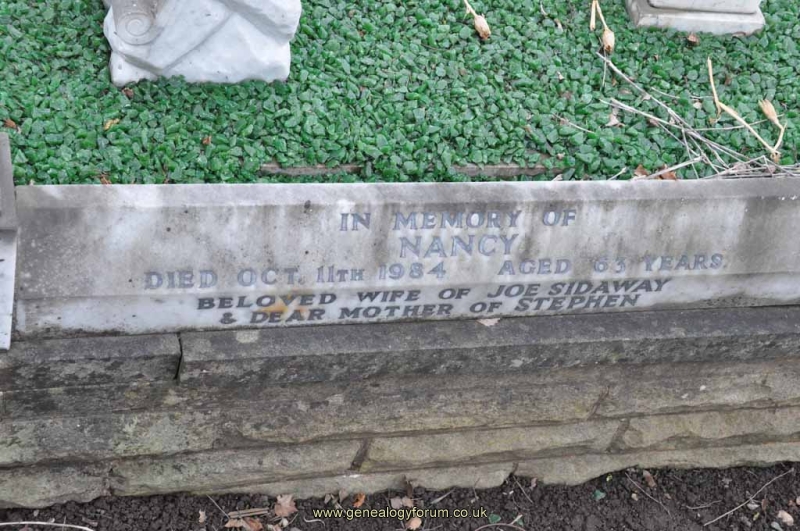 IN MEMORY OF
NANCY
DIED OCT. 11TH 1984 AGED 63 YEARS.
BELOVED WIFE OF JOE SIDAWAY
& DEAR MOTHER OF STEPHEN
www.genealogyforum.co.uk